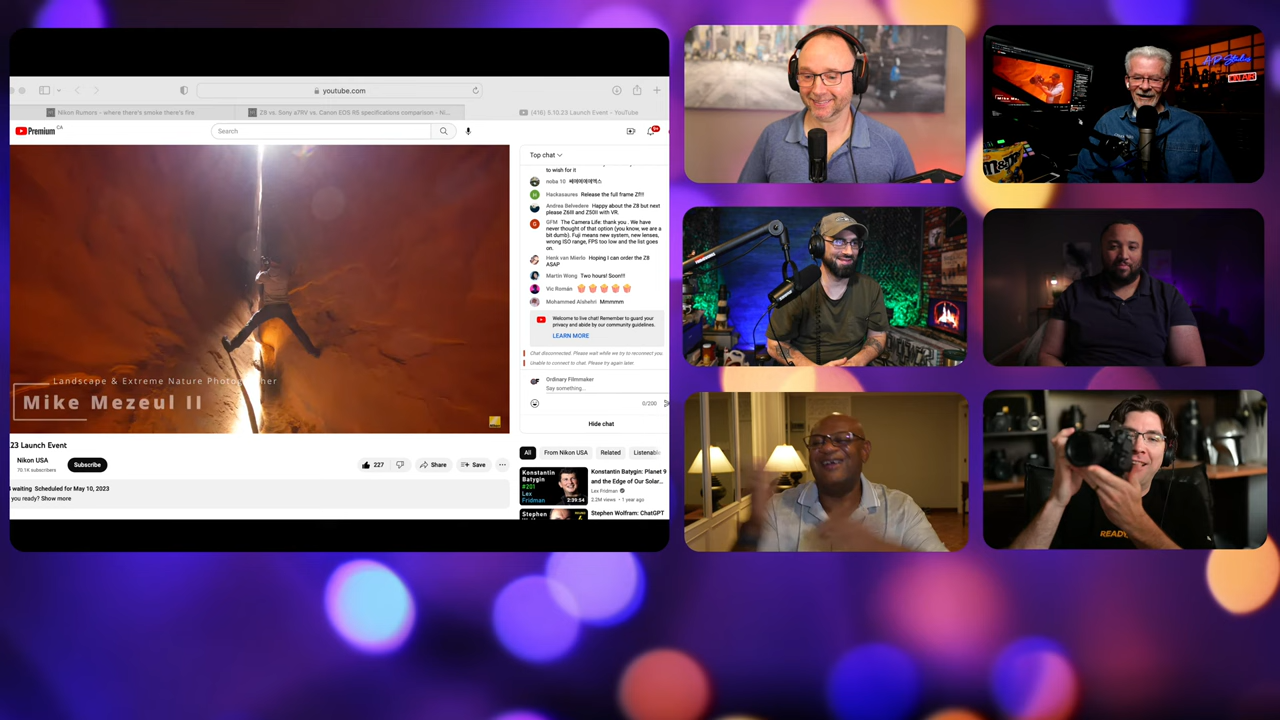 youtube.com
Nikon Rumors - where there's smoke there's fire
Z8 vs. Sony a7RV vs. Canon EOS R5 specifications comparison - Ni...
(416) 5.10.23 Launch Event - YouTube
Premium
CA
Search
9+
Landscape & Extreme Nature Photographer
Mike Mezeul II
23 Launch Event
Nikon USA
Subscribe
227
Share
Save
waiting Scheduled for May 10, 2023
you ready? Show more
Top chat
to wish for it
noba 10
Hackasaures Release the full frame Zf!!!
Andrea Belvedere Happy about the Z8 but next
please Z6III and Z50II with VR.
GFM The Camera Life: thank you . We have
never thought of that option (you know, we are a
bit dumb). Fuji means new system, new lenses,
wrong ISO range, FPS too low and the list goes
on.
Henk van Mierlo Hoping I can order the Z8
ASAP
Martin Wong Two hours! Soon!!!
Vic Román 🍿🍿🍿🍿🍿
Mohammed Alshehri Mmmmm
Welcome to live chat! Remember to guard your
privacy and abide by our community guidelines.
LEARN MORE
Chat disconnected. Please wait while we try to reconnect you.
Unable to connect to chat. Please try again later.
Ordinary Filmmaker
Say something...
0/200
Hide chat
All
From Nikon USA
Related
Listenable
Konstantin
Batygin
#201
Lex
Fridman
2:39:54
Konstantin Batygin: Planet 9
and the Edge of Our Solar...
Lex Fridman
2.2M views • 1 year ago
Stephen
Stephen Wolfram: ChatGPT
ON AIR
m&m's
READY